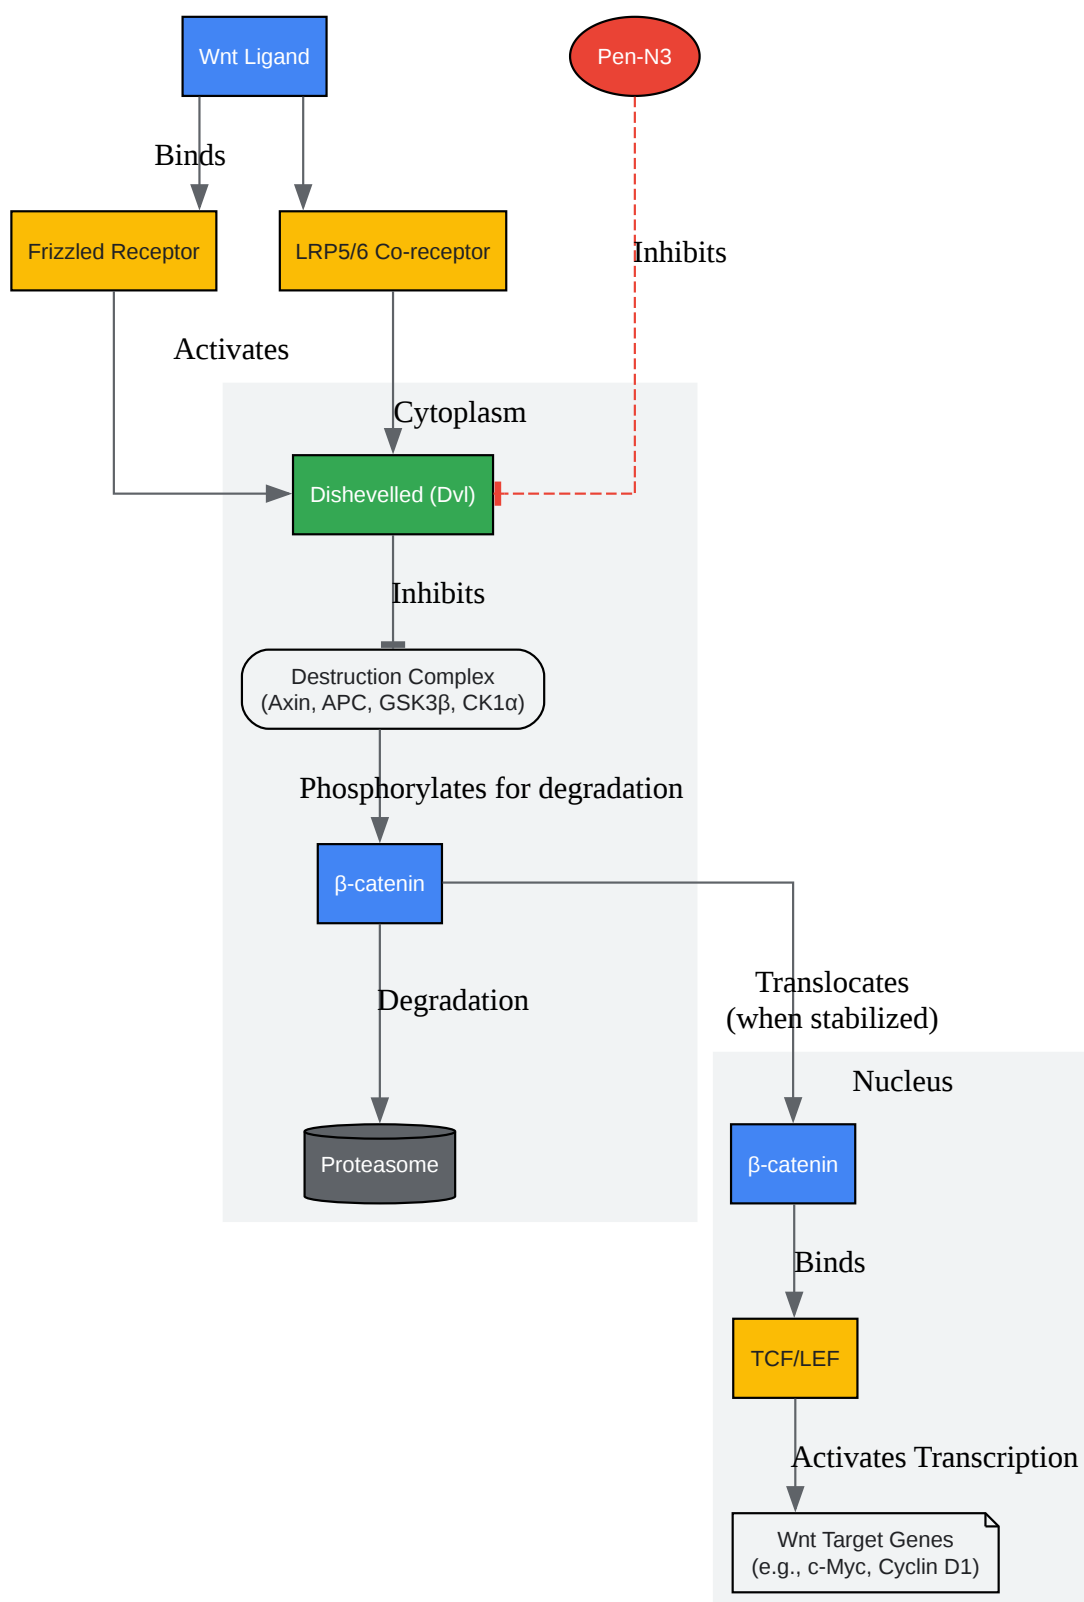 Wnt Ligand
Pen-N3
Binds
Frizzled Receptor
LRP5/6 Co-receptor
Inhibits
Activates
Cytoplasm
Dishevelled (Dvl)
Inhibits
Destruction Complex
(Axin, APC, GSK3β, CK1α)
Phosphorylates for degradation
β-catenin
Degradation
Translocates
(when stabilized)
Nucleus
Proteasome
β-catenin
Binds
TCF/LEF
Activates Transcription
Wnt Target Genes
(e.g., c-Myc, Cyclin D1)